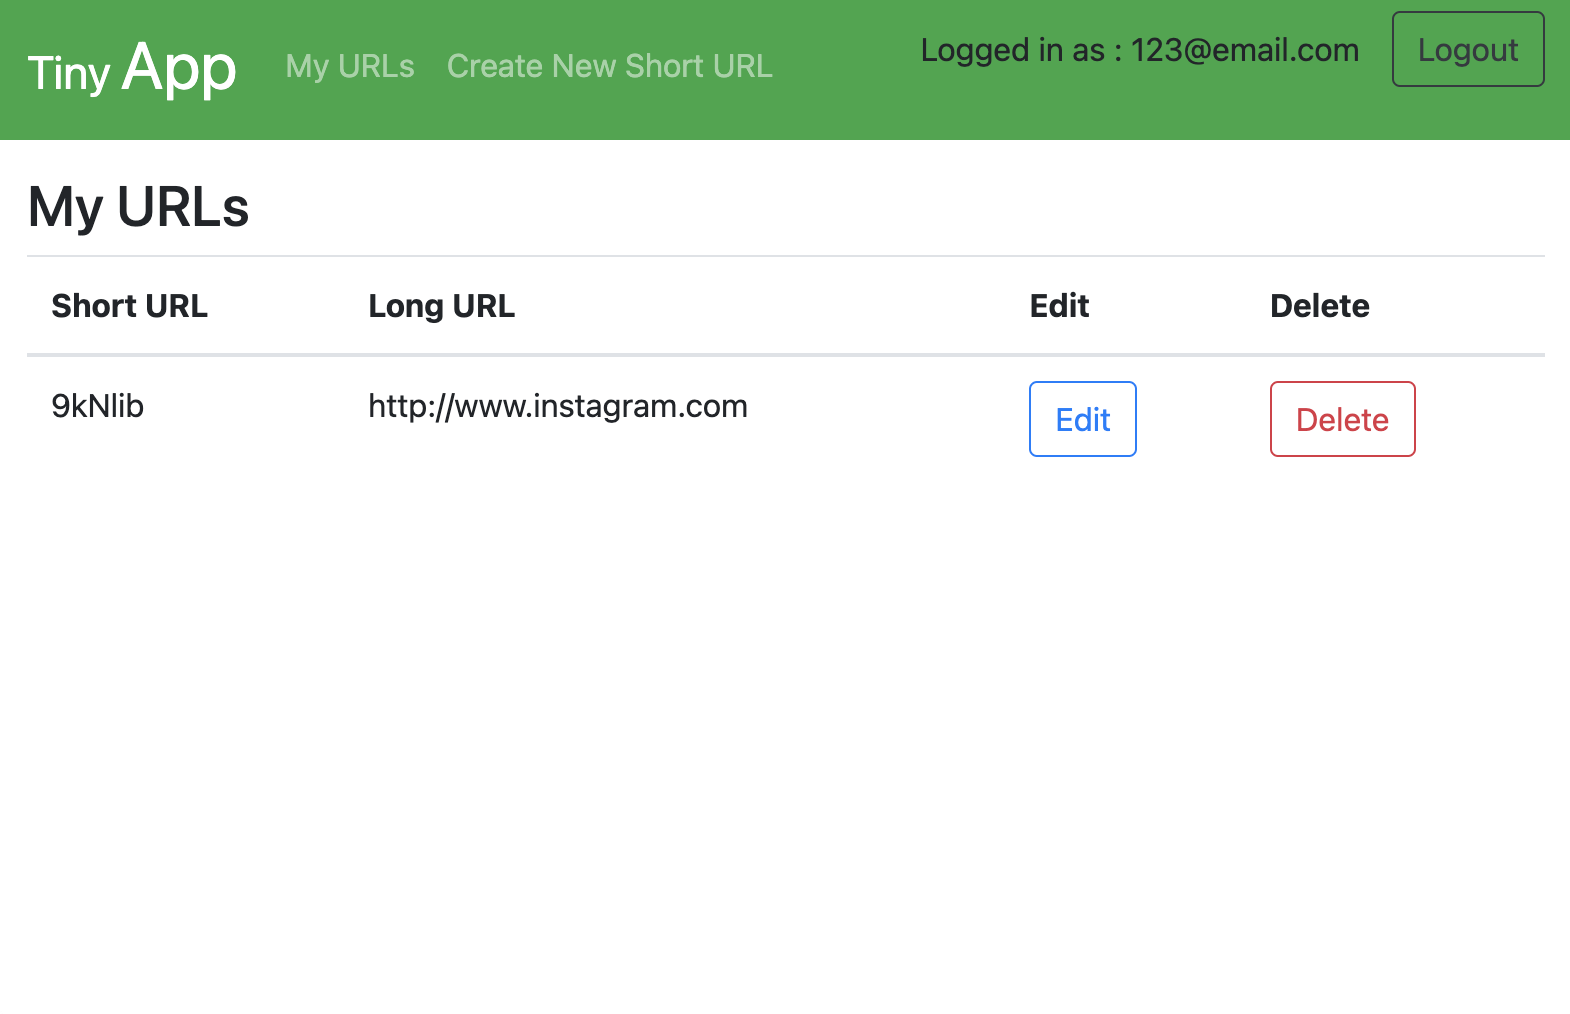 Tiny App My URLs Create New Short URL Logged in as : 123@email.com Logout
My URLs
Short URL Long URL Edit Delete
9kNlib http://www.instagram.com Edit Delete